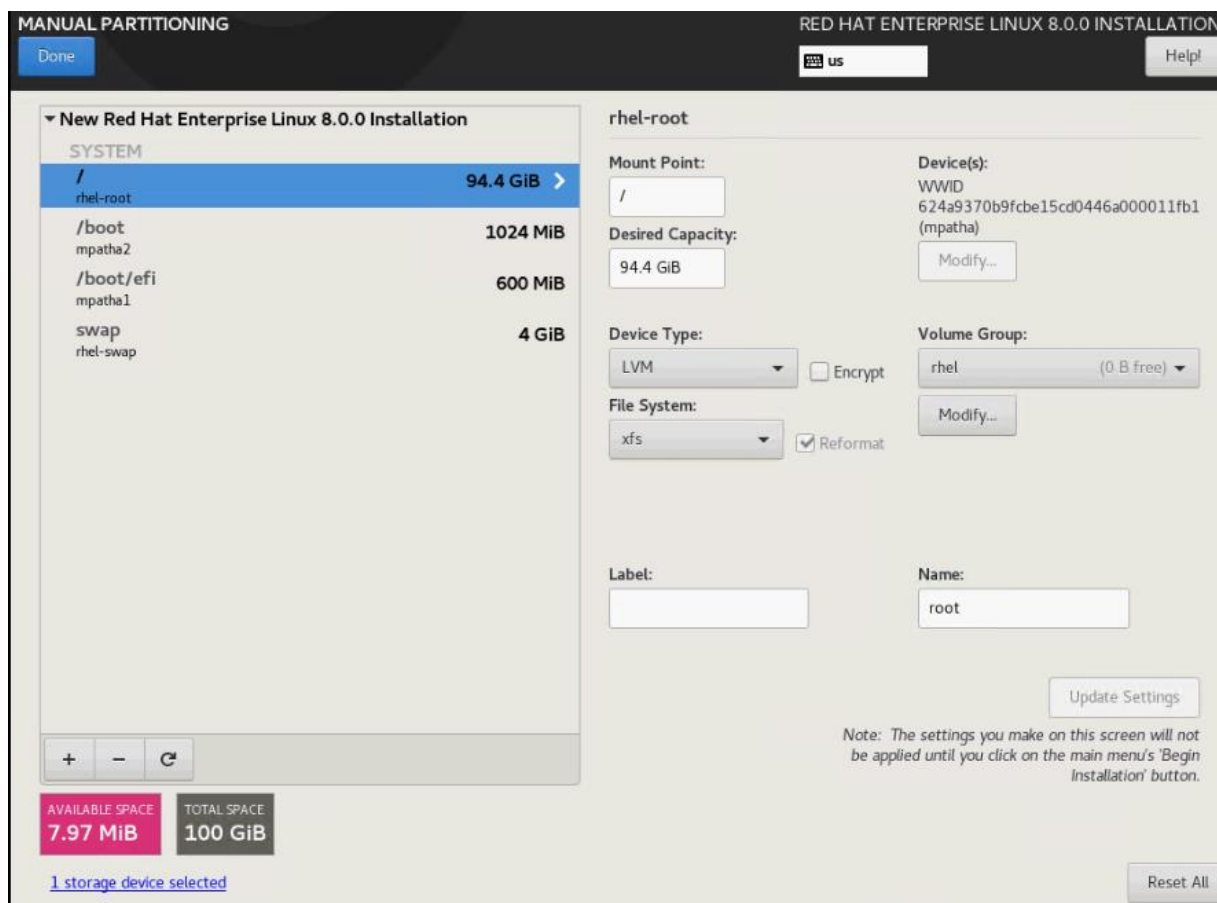 MANUAL PARTITIONING
RED HAT ENTERPRISE LINUX 8.0.0 INSTALLATION
Done
us
Help!
New Red Hat Enterprise Linux 8.0.0 Installation
SYSTEM
/
94.4 GiB
rhel-root
/boot
1024 MiB
mpatha2
/boot/efi
600 MiB
mpatha1
swap
4 GiB
rhel-swap
rhel-root
Mount Point:
/
Desired Capacity:
94.4 GiB
Device(s):
WWID
624a9370b9fcbe15cd0446a000011fb1
(mpatha)
Modify...
Device Type:
LVM
Encrypt
Volume Group:
rhel (0 B free)
File System:
xfs
Reformat
Modify...
Label:
Name:
root
Update Settings
Note: The settings you make on this screen will not
be applied until you click on the main menu's 'Begin
Installation' button.
+ -
AVAILABLE SPACE
7.97 MiB
TOTAL SPACE
100 GiB
1 storage device selected
Reset All